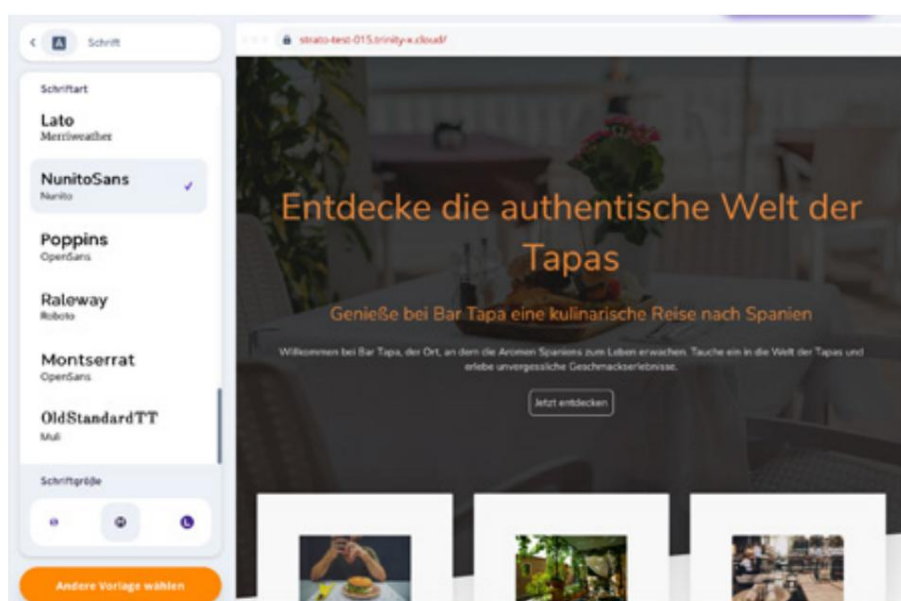 Schrift
strato-test-015.trinity-x.cloud/
Schriftart
Lato
Merriweather
NunitoSans
Nunito
Poppins
OpenSans
Raleway
Roboto
Montserrat
OpenSans
OldStandardTT
Muli
Schriftgröße
S
M
L
Andere Vorlage wählen
Entdecke die authentische Welt der
Tapas
Genieße bei Bar Tapa eine kulinarische Reise nach Spanien
Willkommen bei Bar Tapa, der Ort, an dem die Aromen Spaniens zum Leben erwachen. Tauche ein in die Welt der Tapas und
erlebe unvergessliche Geschmackserlebnisse.
Jetzt entdecken